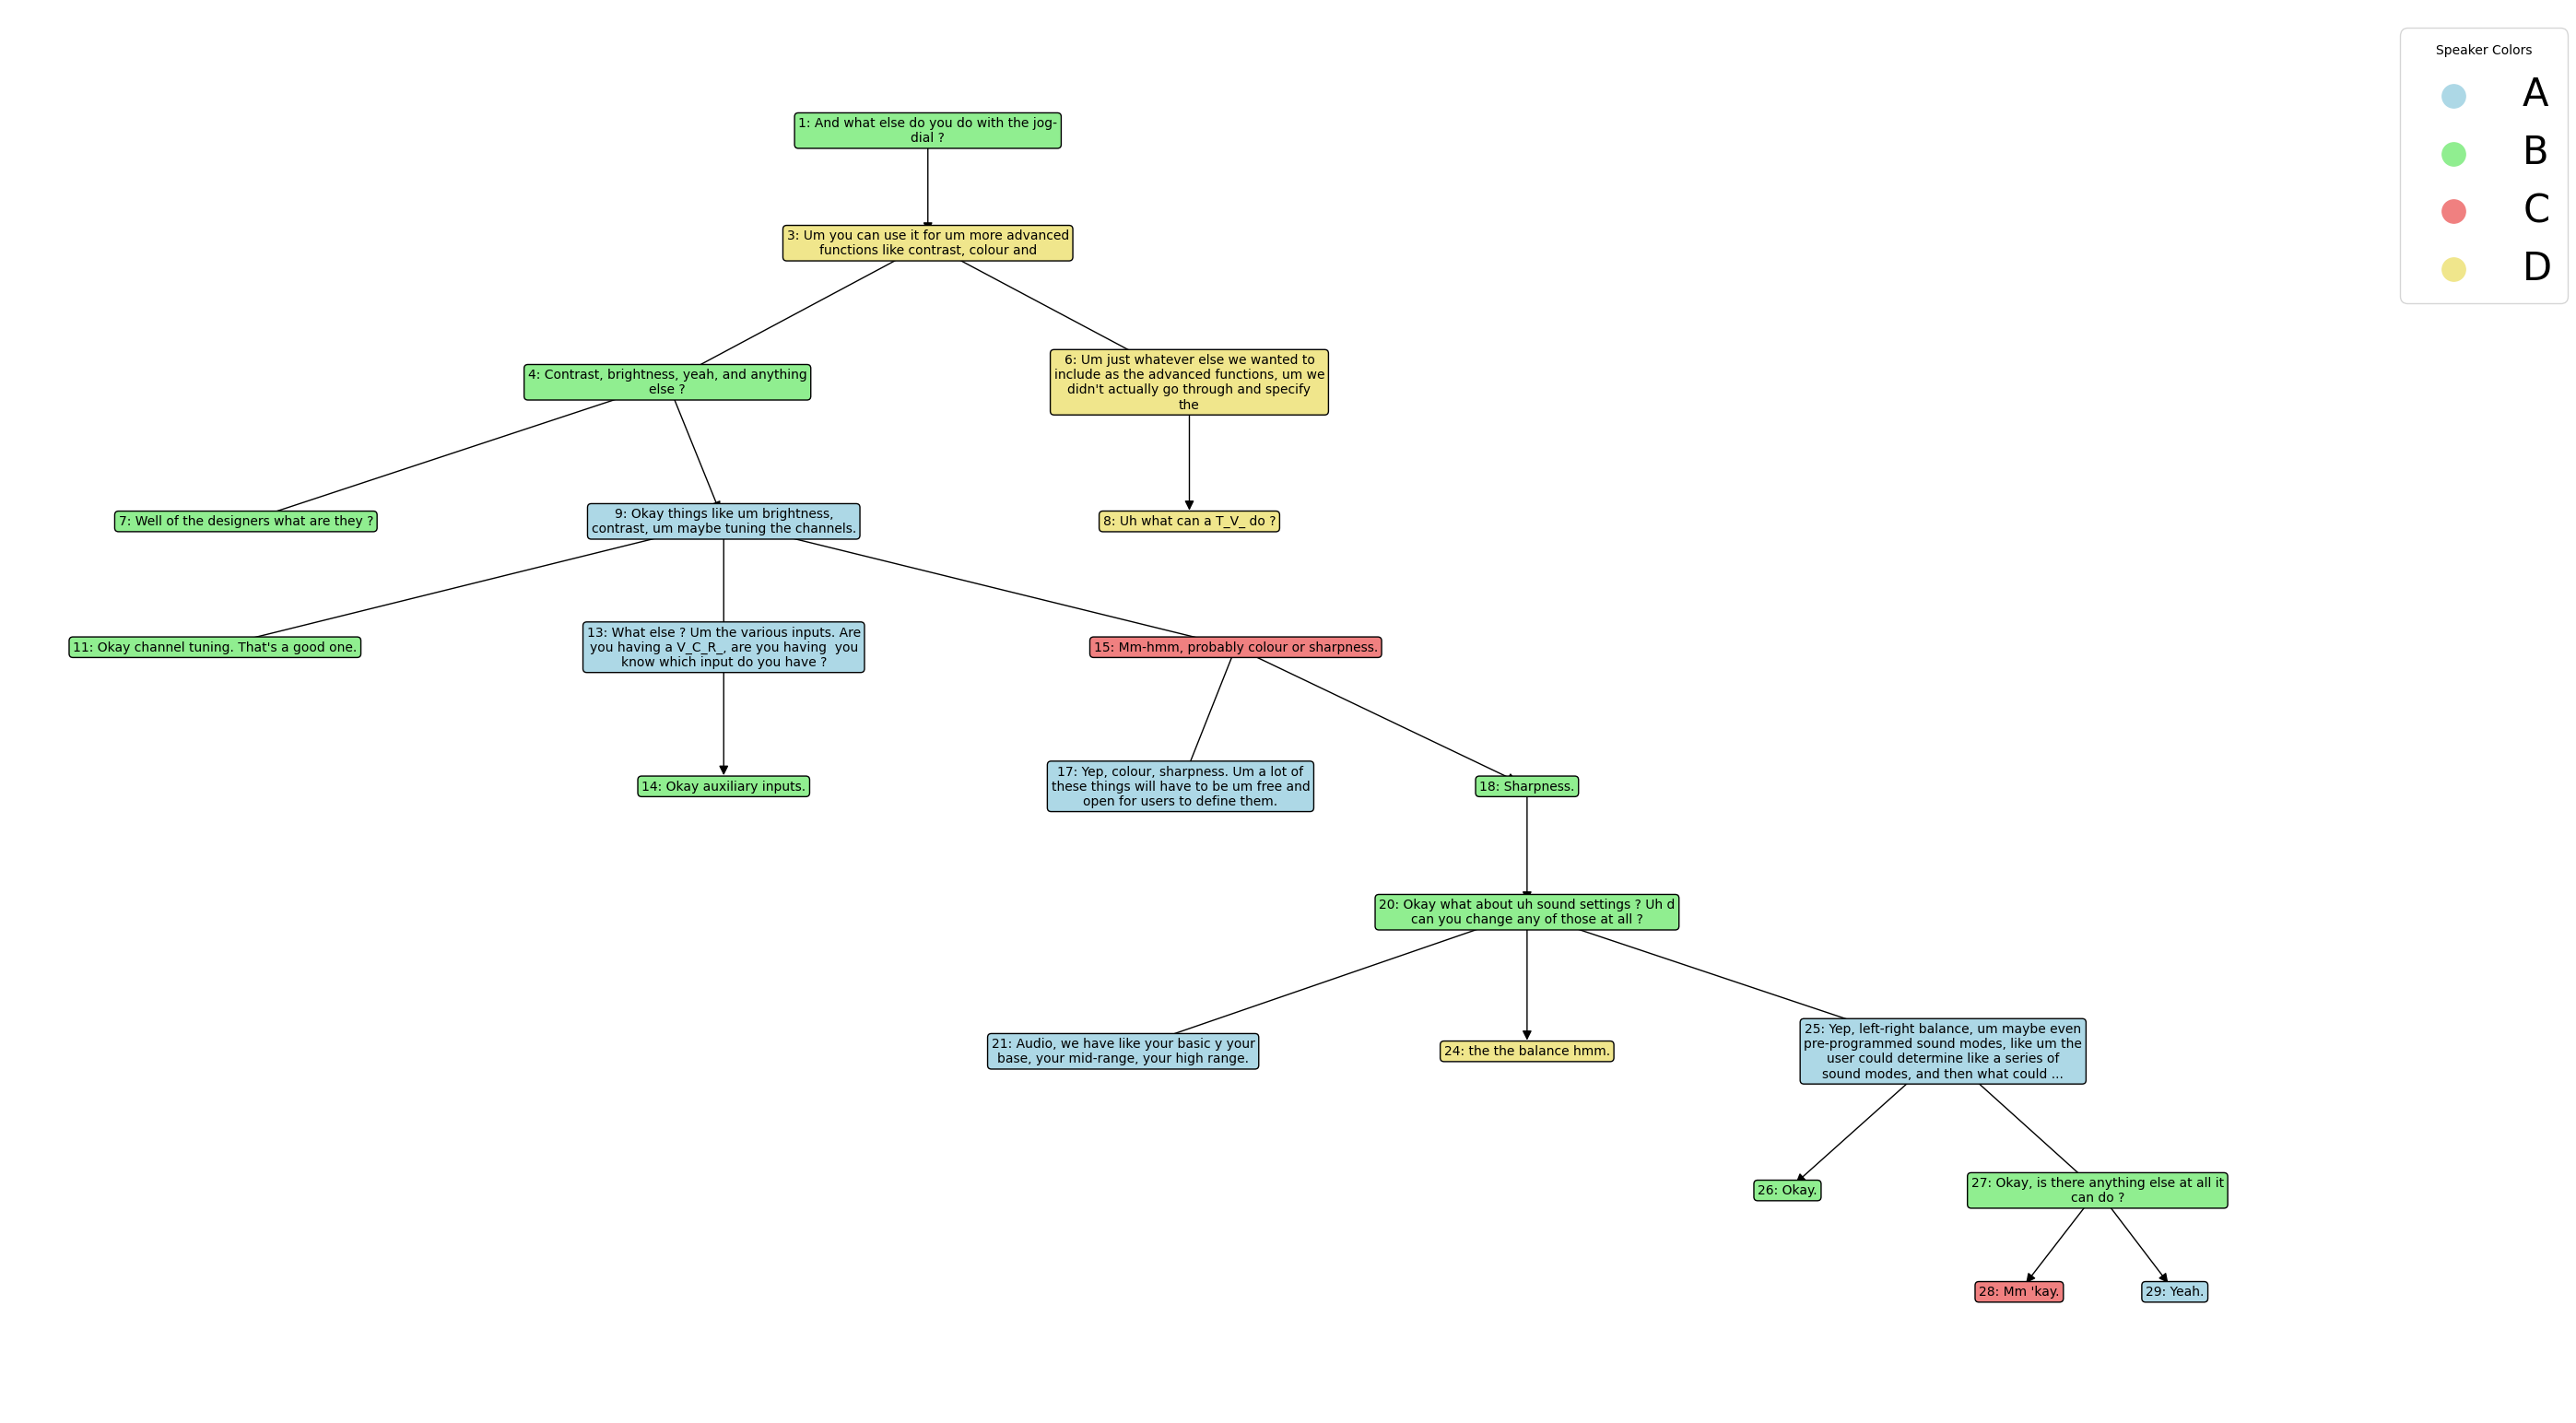 Speaker Colors
A
B
C
D
1: And what else do you do with the jog-
dial ?
3: Um you can use it for um more advanced
functions like contrast, colour and
4: Contrast, brightness, yeah, and anything
else ?
6: Um just whatever else we wanted to
include as the advanced functions, um we
didn't actually go through and specify
the
7: Well of the designers what are they ?
9: Okay things like um brightness,
contrast, um maybe tuning the channels.
8: Uh what can a T_V_ do ?
11: Okay channel tuning. That's a good one.
13: What else ? Um the various inputs. Are
you having a V_C_R_, are you having  you
know which input do you have ?
15: Mm-hmm, probably colour or sharpness.
14: Okay auxiliary inputs.
17: Yep, colour, sharpness. Um a lot of
these things will have to be um free and
open for users to define them.
18: Sharpness.
20: Okay what about uh sound settings ? Uh d
can you change any of those at all ?
21: Audio, we have like your basic y your
base, your mid-range, your high range.
24: the the balance hmm.
25: Yep, left-right balance, um maybe even
pre-programmed sound modes, like um the
user could determine like a series of
sound modes, and then what could ...
26: Okay.
27: Okay, is there anything else at all it
can do ?
28: Mm 'kay.
29: Yeah.